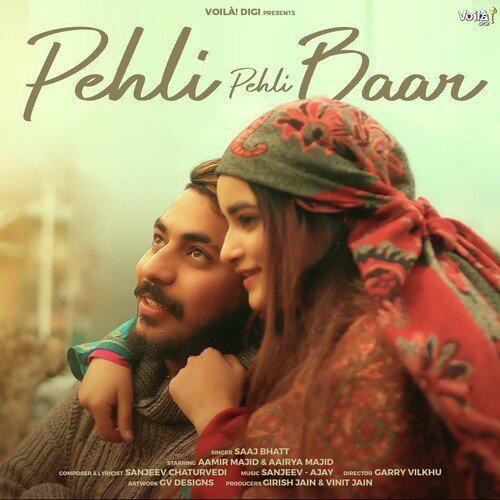 VOILÀ! DIGI PRESENTS
Voilà!
DIGI
Pehli Pehli Baar
SINGER SAAJ BHATT
STARRING AAMIR MAJID & AAIRYA MAJID
COMPOSER & LYRICIST SANJEEV CHATURVEDI MUSIC SANJEEV - AJAY DIRECTOR GARRY VILKHU
ARTWORK GV DESIGNS PRODUCERS GIRISH JAIN & VINIT JAIN